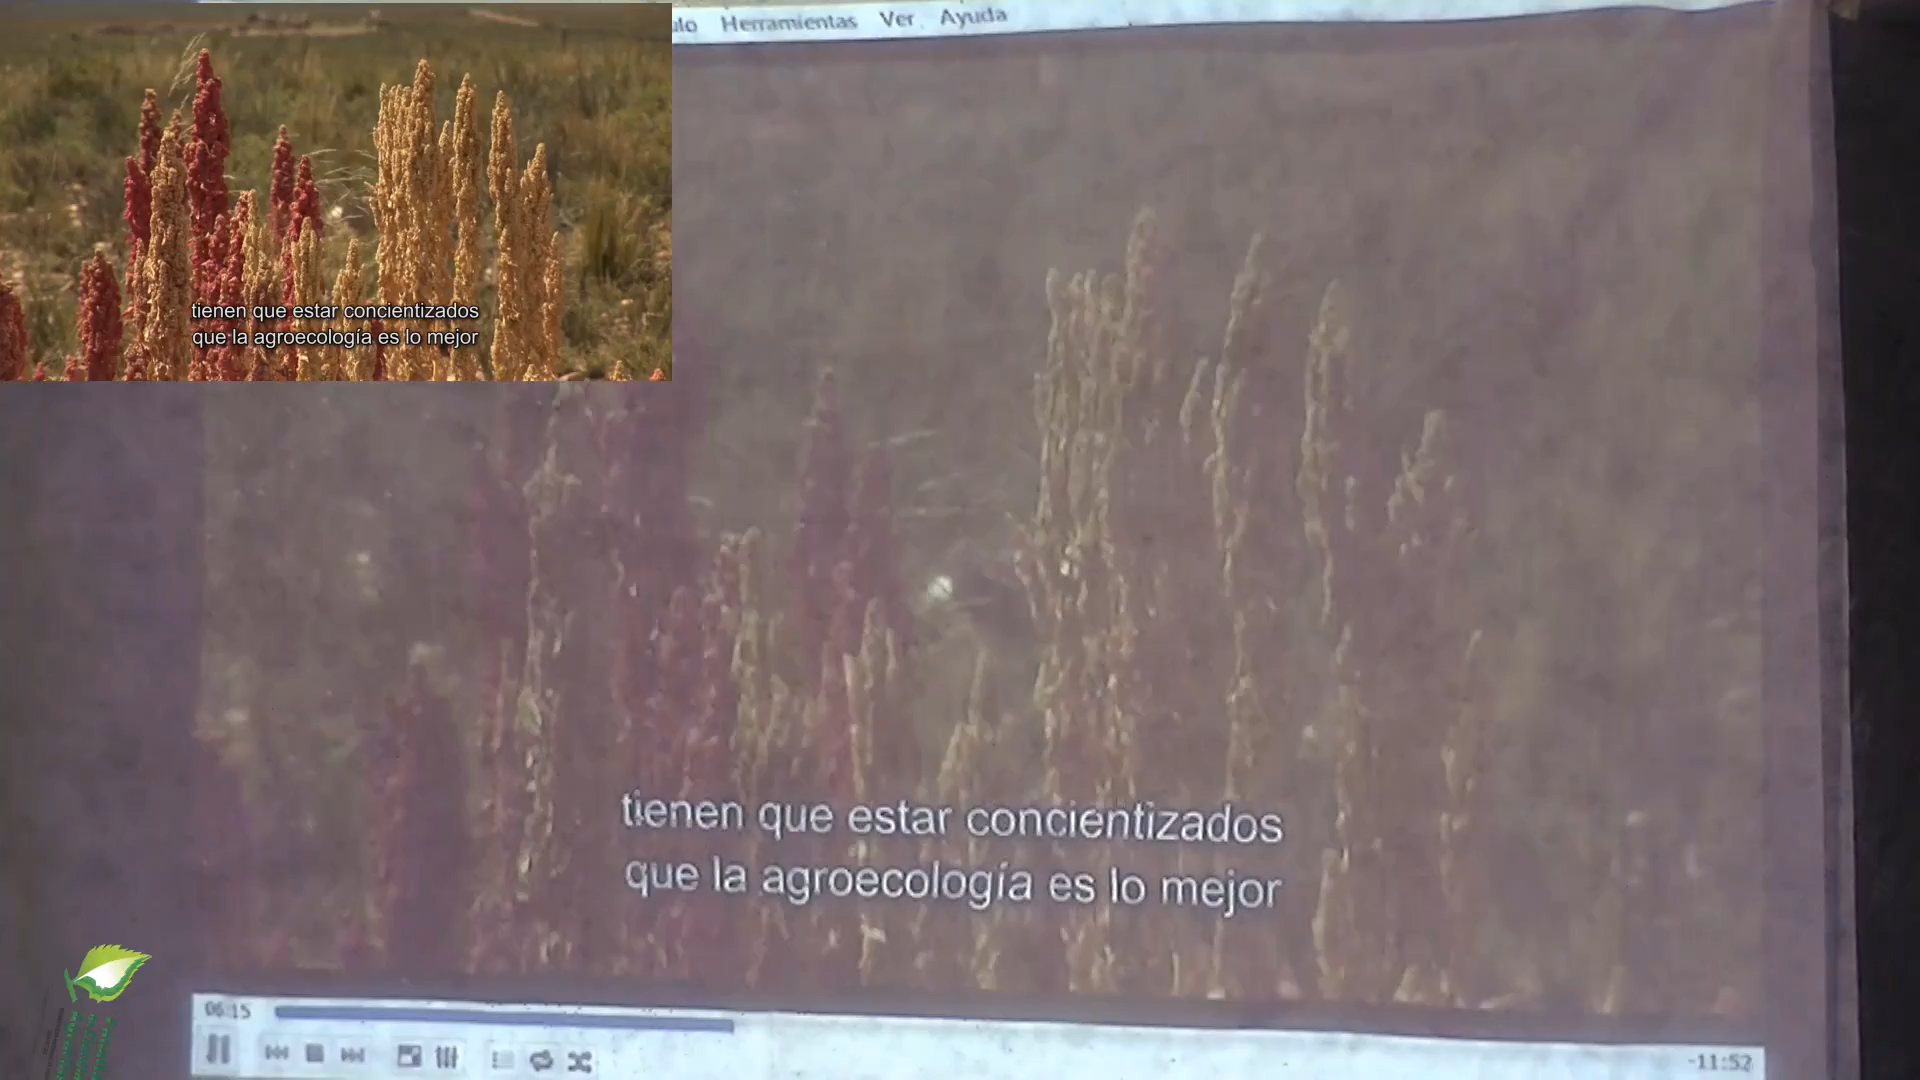 Herramientas Ver Ayuda
tienen que estar concientizados
que la agroecología es lo mejor
tienen que estar concientizados
que la agroecología es lo mejor
06:15
-11:52